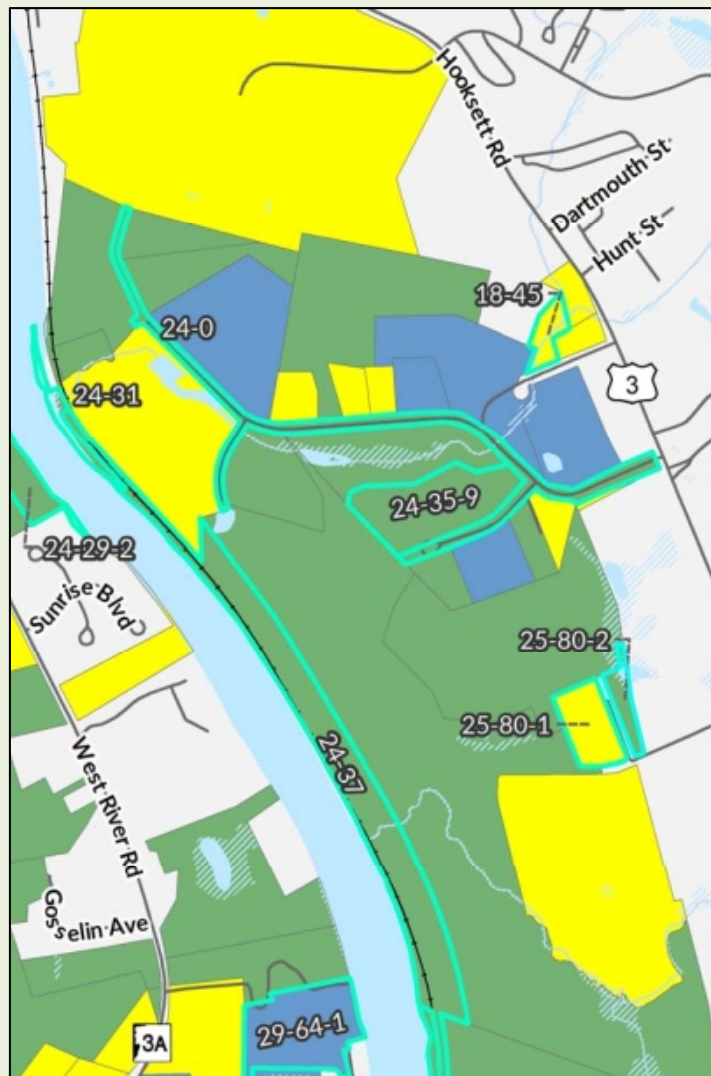 Hooksett Rd
Dartmouth St
Hunt St
18-45
24-0
3
24-31
24-35-9
24-29-2
Sunrise Blvd
25-80-2
25-80-1
24-37
West River Rd
Gosselin Ave
29-64-1
3A